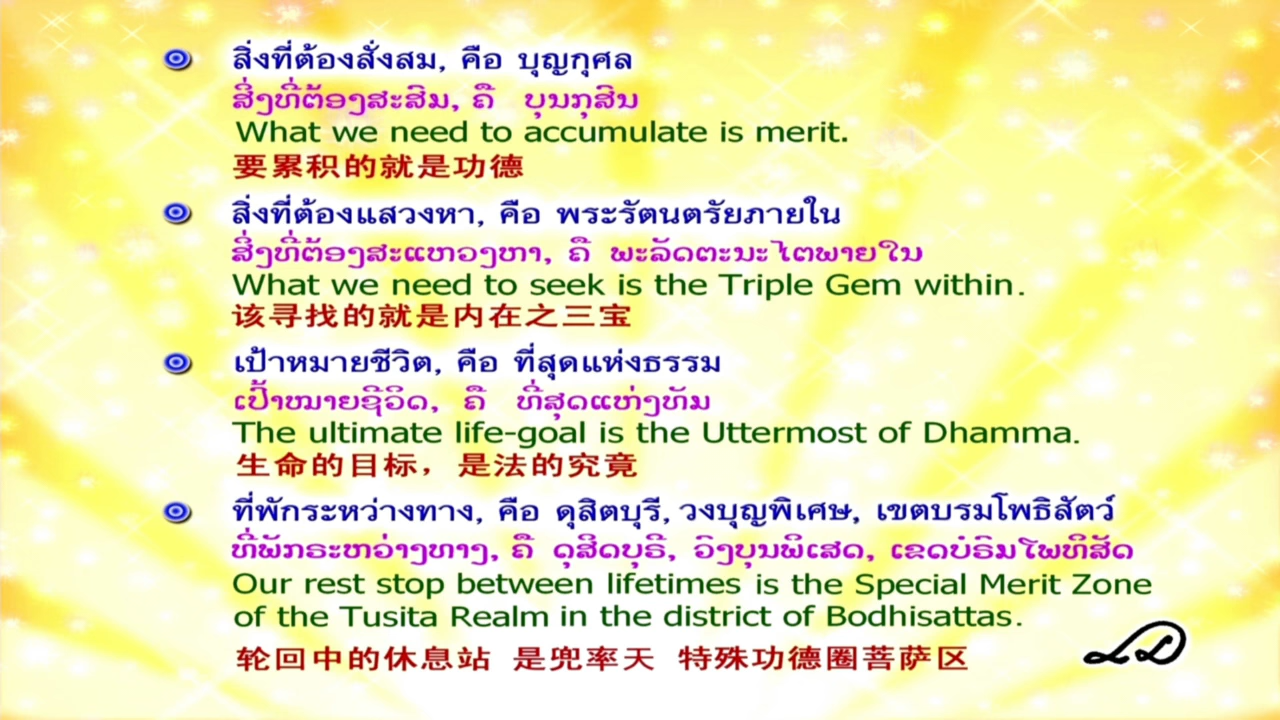 สิ่งที่ต้องสั่งสม, คือ บุญกุศล
ສິ່ງທີ່ຕ້ອງສະສົມ, ຄື ບຸນກຸສົນ
What we need to accumulate is merit.
要累积的就是功德
สิ่งที่ต้องแสวงหา, คือ พระรัตนตรัยภายใน
ສິ່ງທີ່ຕ້ອງສະແຫວງຫາ, ຄື ພະລັດຕະນະໄຕພາຍໃນ
What we need to seek is the Triple Gem within.
该寻找的就是内在之三宝
เป้าหมายชีวิต, คือ ที่สุดแห่งธรรม
ເປົ້າໝາຍຊີວິດ, ຄື ທີ່ສຸດແຫ່ງທັມ
The ultimate life-goal is the Uttermost of Dhamma.
生命的目标，是法的究竟
ที่พักระหว่างทาง, คือ ดุสิตบุรี, วงบุญพิเศษ, เขตบรมโพธิสัตว์
ທີ່ພັກຣະຫວ່າງທາງ, ຄື ດຸສິດບຸຣີ, ວົງບຸນພິເສດ, ເຂດບໍຣົມໂພທິສັດ
Our rest stop between lifetimes is the Special Merit Zone
of the Tusita Realm in the district of Bodhisattas.
轮回中的休息站 是兜率天 特殊功德圈菩萨区